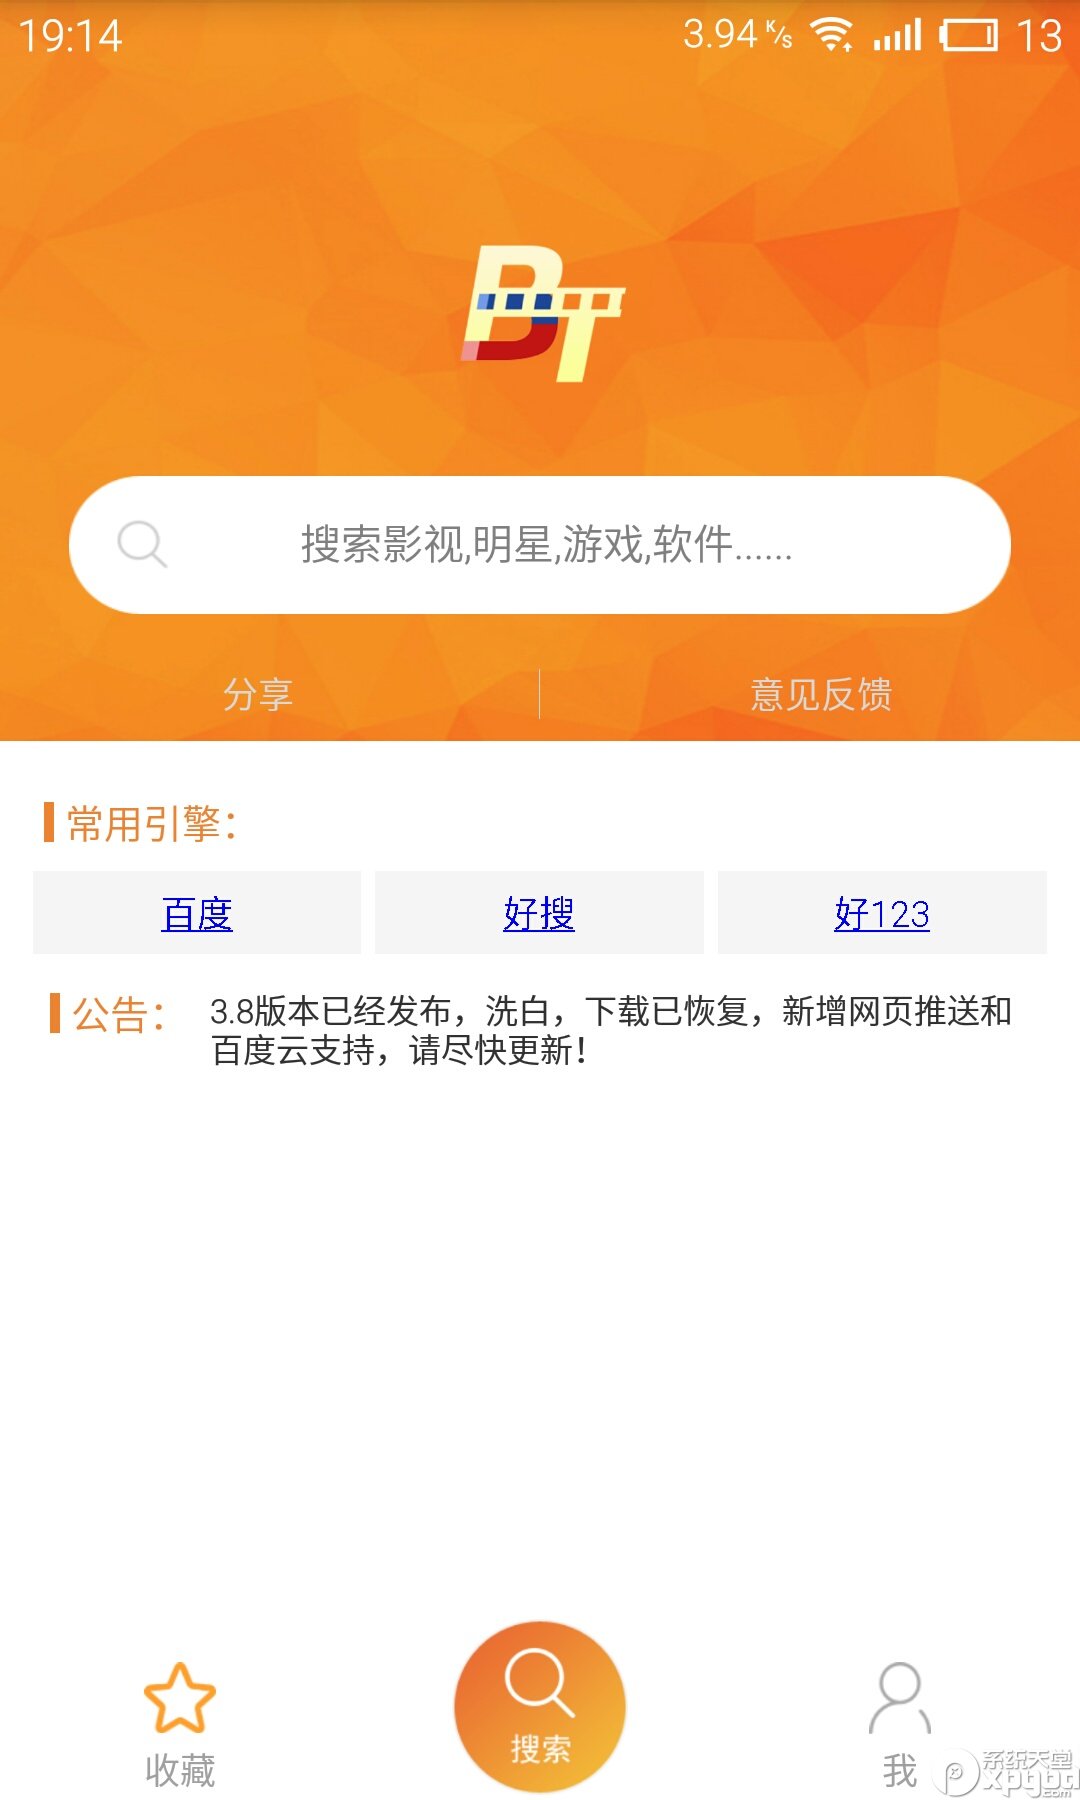 19:14
3.94 K/s
13
BT
搜索影视,明星,游戏,软件......
分享
意见反馈
常用引擎：
百度
好搜
好123
公告：
3.8版本已经发布，洗白，下载已恢复，新增网页推送和
百度云支持，请尽快更新！
收藏
搜索
我
系统天堂
xpgod
.com